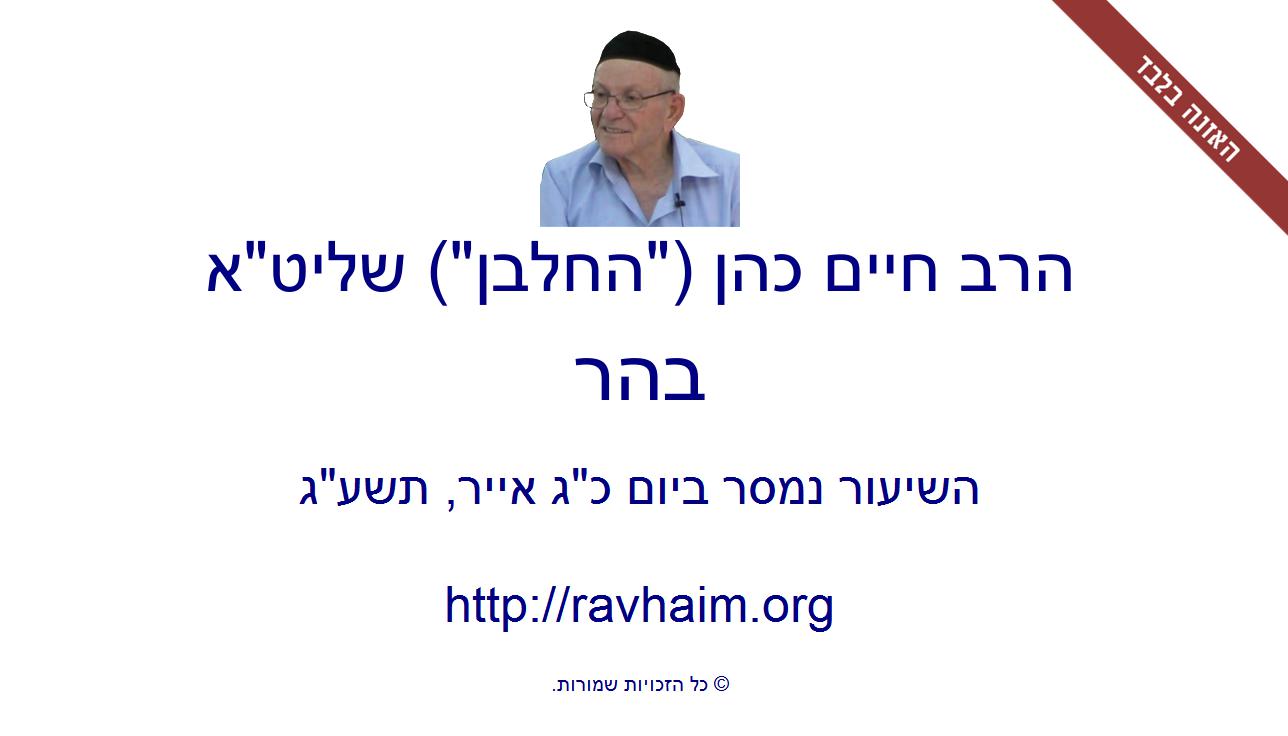 האזנה בלבד
הרב חיים כהן ("החלבן") שליט"א
בהר
השיעור נמסר ביום כ"ג אייר, תשע"ג
http://ravhaim.org
© כל הזכויות שמורות.